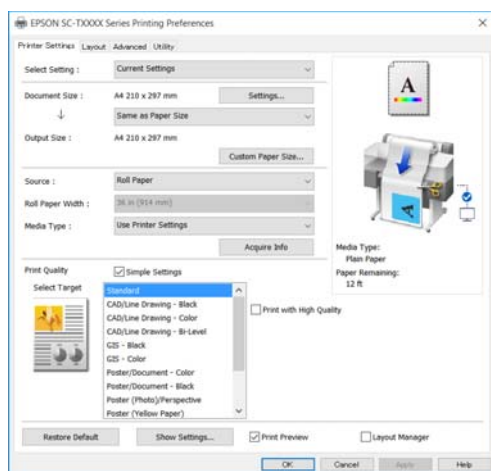 EPSON SC-TXXXX Series Printing Preferences
Printer Settings Layout Advanced Utility
Select Setting : Current Settings
Document Size : A4 210 x 297 mm Settings...
Same as Paper Size
Output Size : A4 210 x 297 mm
Custom Paper Size...
Source : Roll Paper
Roll Paper Width : 36 in (914 mm)
Media Type : Use Printer Settings
Acquire Info
A
A
Media Type:
Plain Paper
Paper Remaining:
12 ft
Print Quality Simple Settings
Select Target
Standard
CAD/Line Drawing - Black
CAD/Line Drawing - Color
CAD/Line Drawing - Bi-Level
GIS - Black
GIS - Color
Poster/Document - Color
Poster/Document - Black
Poster (Photo)/Perspective
Poster (Yellow Paper)
Print with High Quality
Restore Default Show Settings... Print Preview Layout Manager
OK Cancel Apply Help